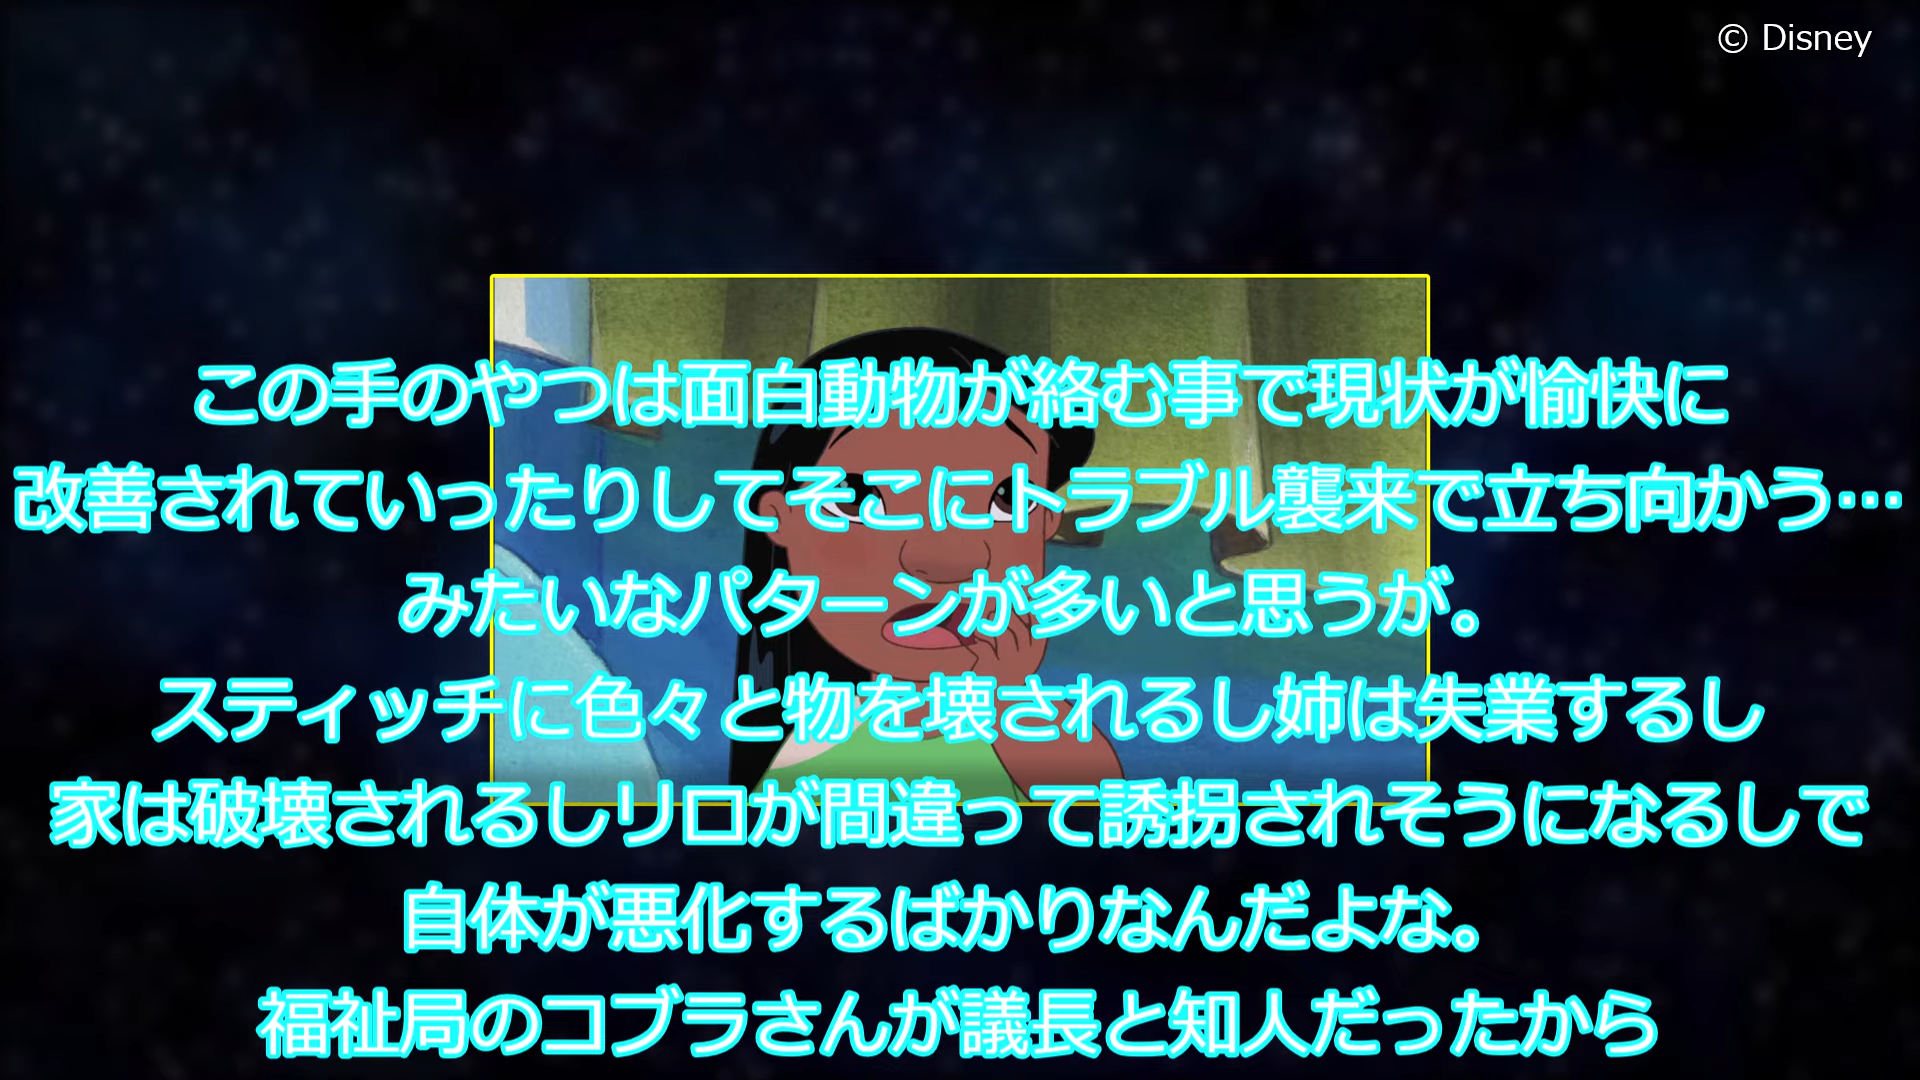 © Disney
この手のやつは面白動物が絡む事で現状が愉快に
改善されていったりしてそこにトラブル襲来で立ち向かう…
みたいなパターンが多いと思うが。
スティッチに色々と物を壊されるし姉は失業するし
家は破壊されるしリロが間違って誘拐されそうになるしで
自体が悪化するばかりなんだよな。
福祉局のコブラさんが議長と知人だったから